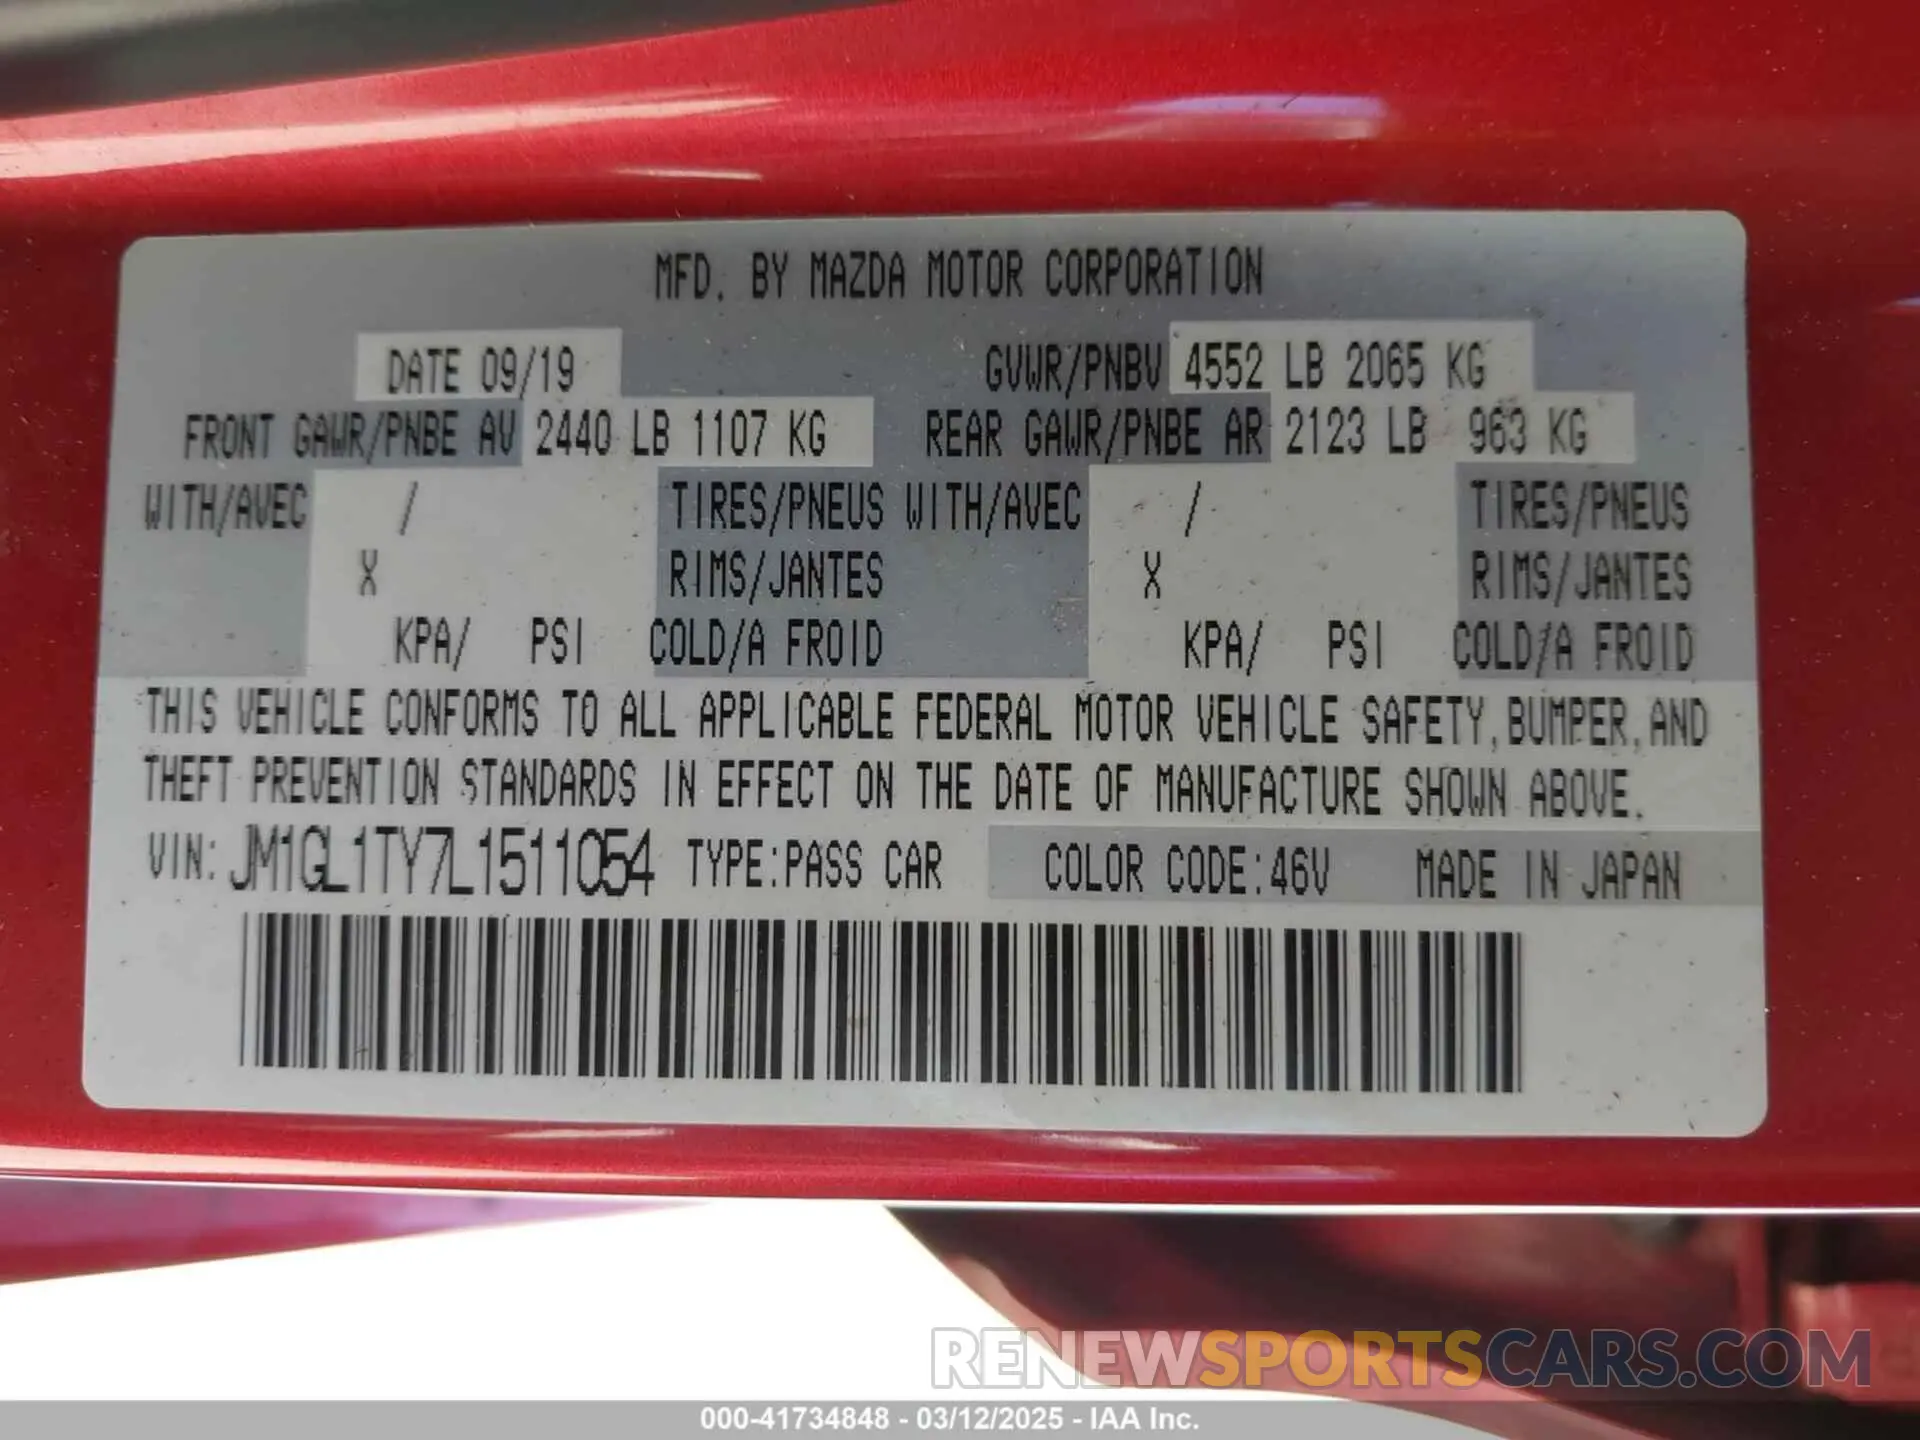 MFD. BY MAZDA MOTOR CORPORATION
DATE 09/19 GVWR/PNBV 4552 LB 2065 KG
FRONT GAWR/PNBE AV 2440 LB 1107 KG REAR GAWR/PNBE AR 2123 LB 963 KG
WITH/AVEC / TIRES/PNEUS WITH/AVEC / TIRES/PNEUS
X RIMS/JANTES X RIMS/JANTES
KPA/ PSI COLD/A FROID KPA/ PSI COLD/A FROID
THIS VEHICLE CONFORMS TO ALL APPLICABLE FEDERAL MOTOR VEHICLE SAFETY, BUMPER, AND
THEFT PREVENTION STANDARDS IN EFFECT ON THE DATE OF MANUFACTURE SHOWN ABOVE.
VIN: JM1GL1TY7L1511054 TYPE:PASS CAR COLOR CODE:46V MADE IN JAPAN
RENEWSPORTSCARS.COM
000-41734848 - 03/12/2025 - IAA Inc.